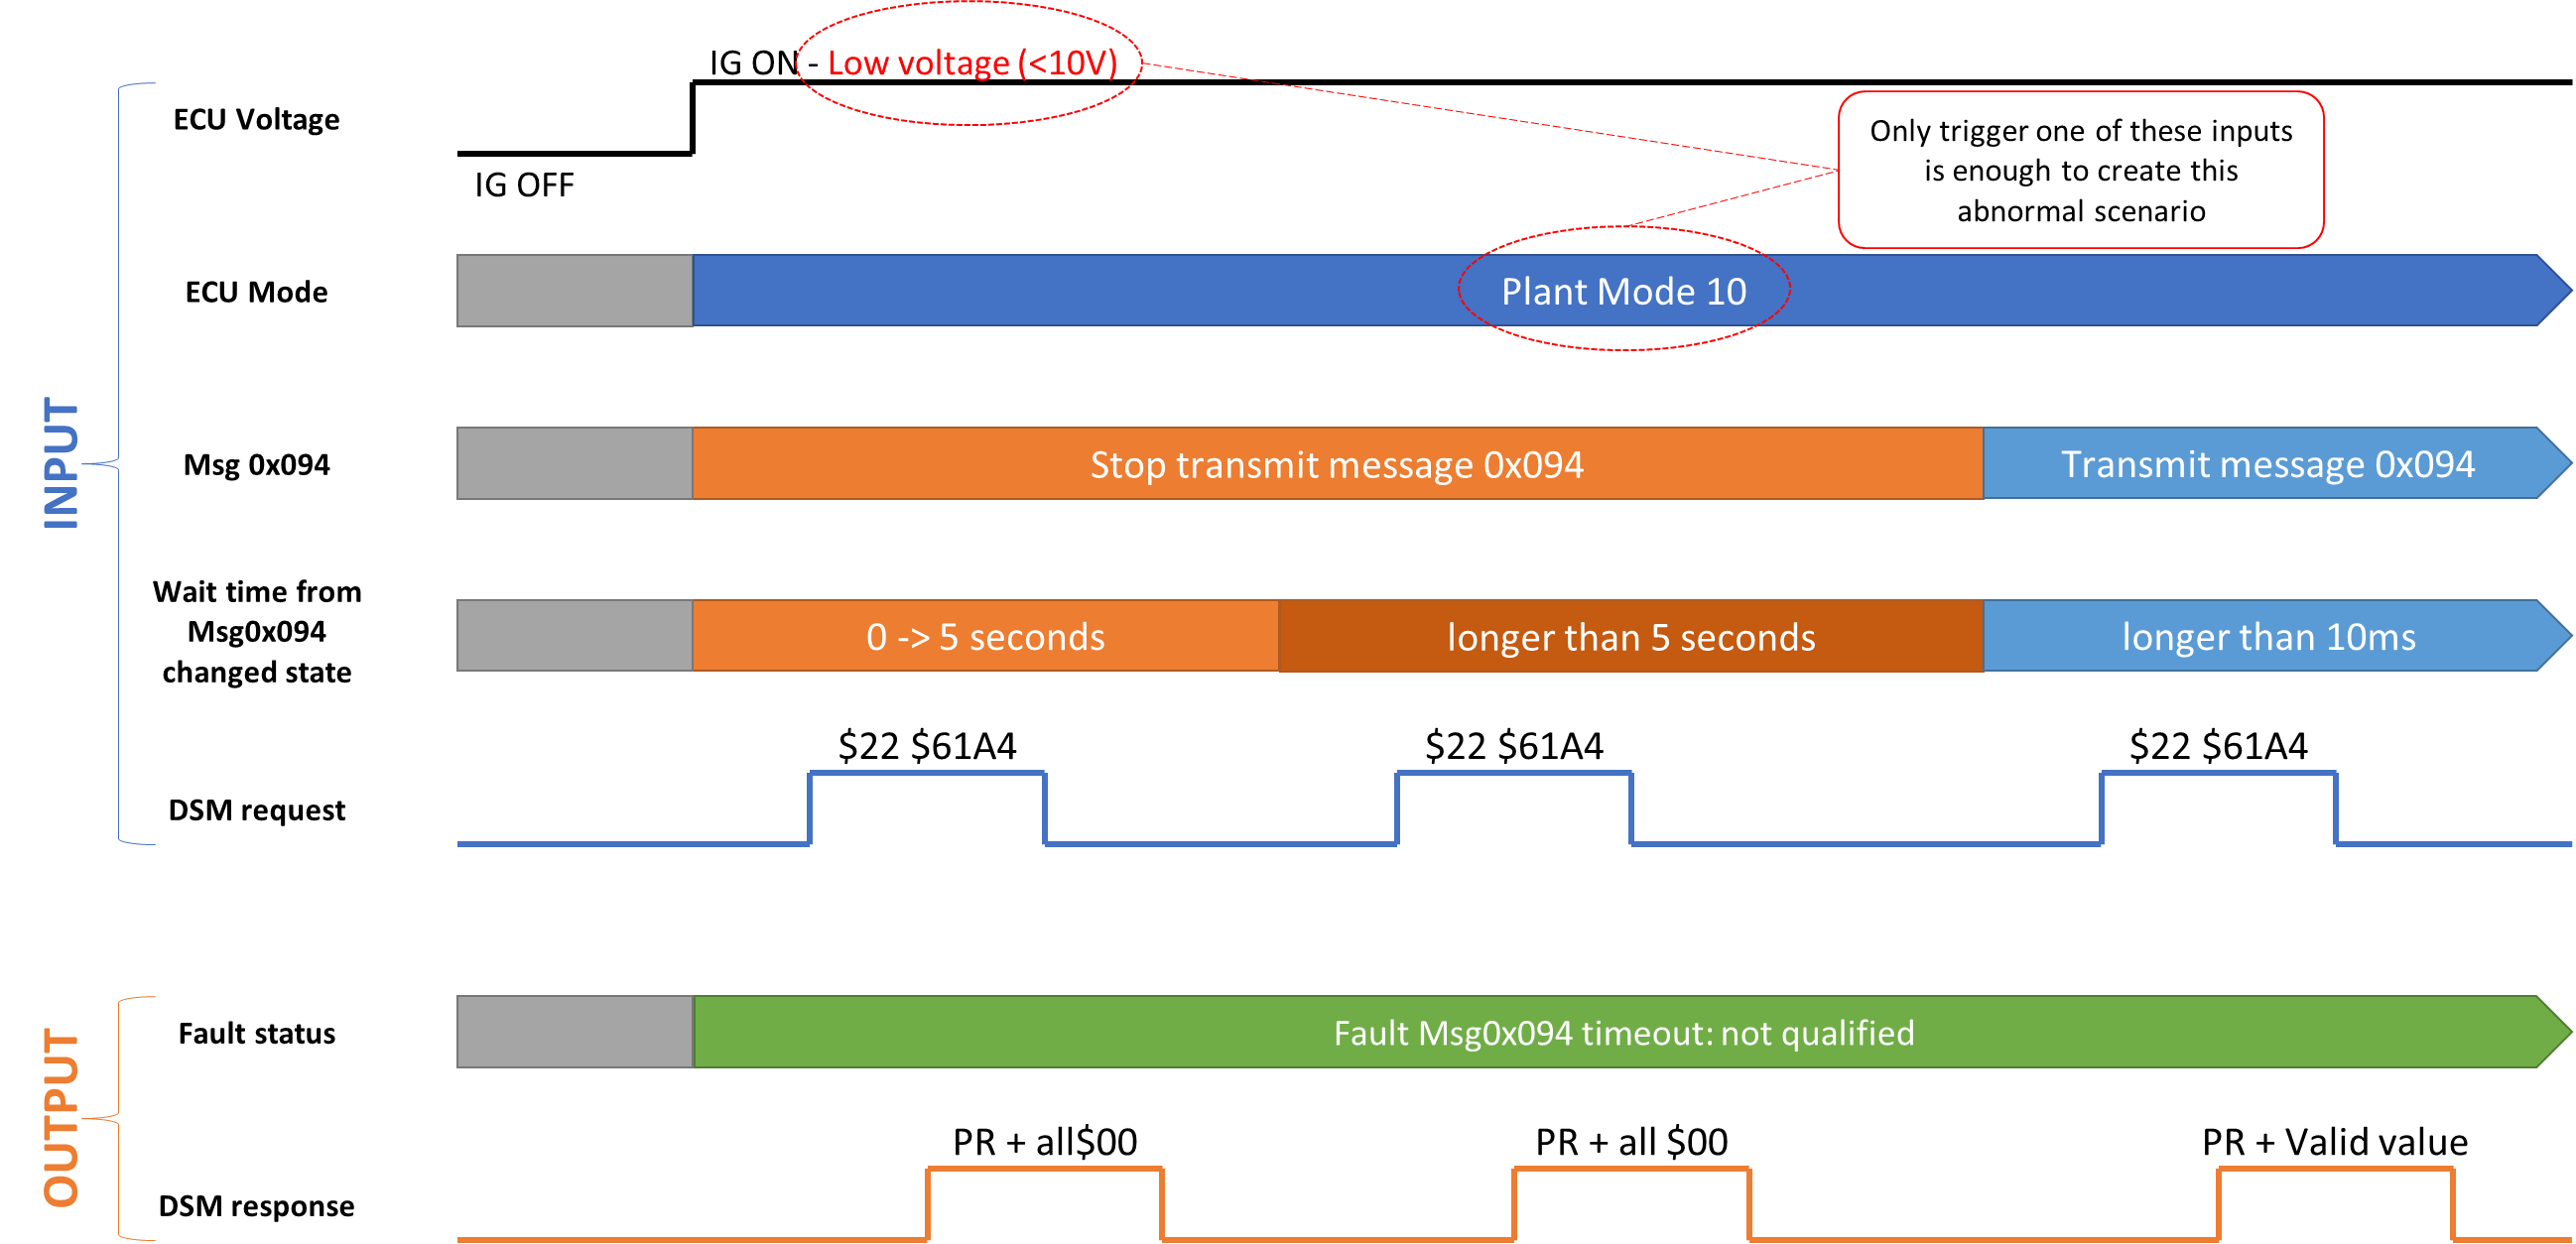 IG ON - Low voltage (<10V)
ECU Voltage
IG OFF
Only trigger one of these inputs
is enough to create this
abnormal scenario
ECU Mode
Plant Mode 10
INPUT
Msg 0x094
Stop transmit message 0x094
Transmit message 0x094
Wait time from
Msg0x094
changed state
0 -> 5 seconds
longer than 5 seconds
longer than 10ms
DSM request
$22 $61A4
$22 $61A4
$22 $61A4
OUTPUT
Fault status
Fault Msg0x094 timeout: not qualified
DSM response
PR + all$00
PR + all $00
PR + Valid value